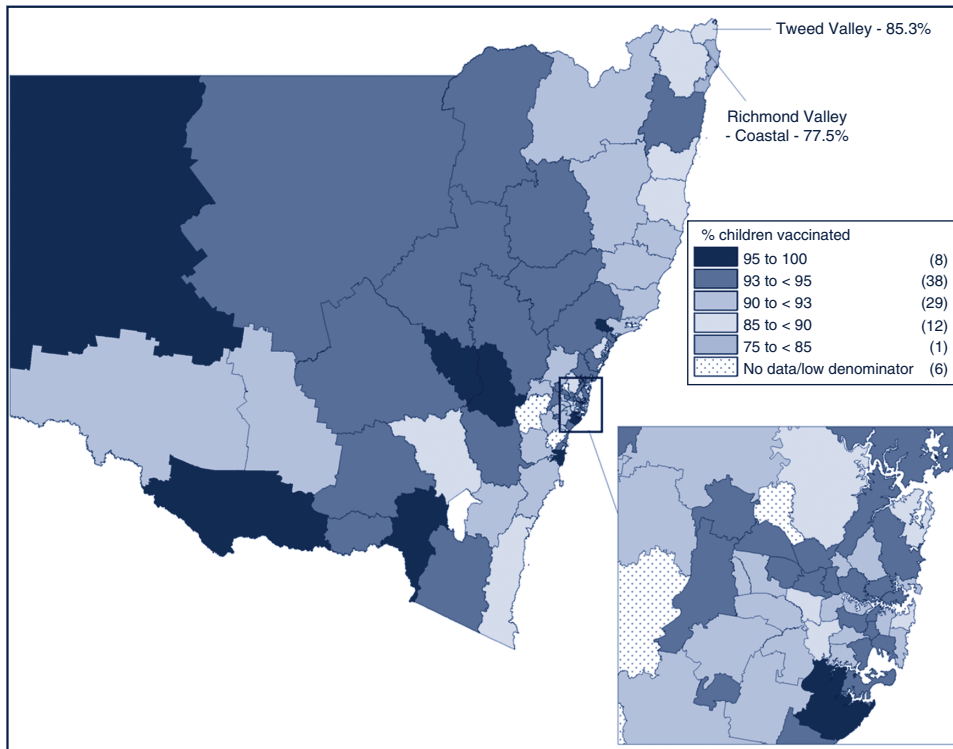 Tweed Valley - 85.3%
Richmond Valley
- Coastal - 77.5%
% children vaccinated
95 to 100 (8)
93 to < 95 (38)
90 to < 93 (29)
85 to < 90 (12)
75 to < 85 (1)
No data/low denominator (6)